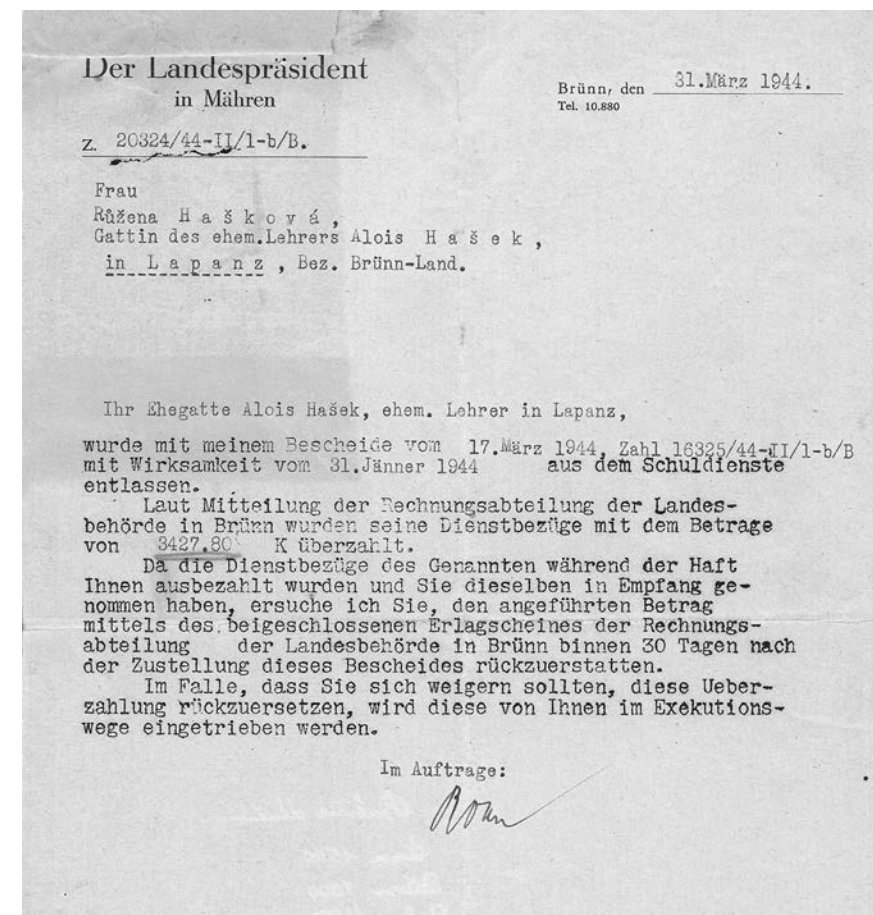 Der Landespräsident
in Mähren
Brünn, den 31.März 1944.
Tel. 10.880
Z. 20324/44-II/1-b/B.
Frau
Růžena H a š k o v á ,
Gattin des ehem.Lehrers Alois H a š e k ,
in L a p a n z , Bez. Brünn-Land.
Ihr Ehegatte Alois Hašek, ehem. Lehrer in Lapanz,
wurde mit meinem Bescheide vom 17.März 1944, Zahl 16325/44-II/1-b/B
mit Wirksamkeit vom 31.Jänner 1944 aus dem Schuldienste
entlassen.
Laut Mitteilung der Rechnungsabteilung der Landes-
behörde in Brünn wurden seine Dienstbezüge mit dem Betrage
von 3427.80 K überzahlt.
Da die Dienstbezüge des Genannten während der Haft
Ihnen ausbezahlt wurden und Sie dieselben in Empfang ge-
nommen haben, ersuche ich Sie, den angeführten Betrag
mittels des beigeschlossenen Erlagscheines der Rechnungs-
abteilung der Landesbehörde in Brünn binnen 30 Tagen nach
der Zustellung dieses Bescheides rückzuerstatten.
Im Falle, dass Sie sich weigern sollten, diese Ueber-
zahlung rückzuersetzen, wird diese von Ihnen im Exekutions-
wege eingetrieben werden.
Im Auftrage: